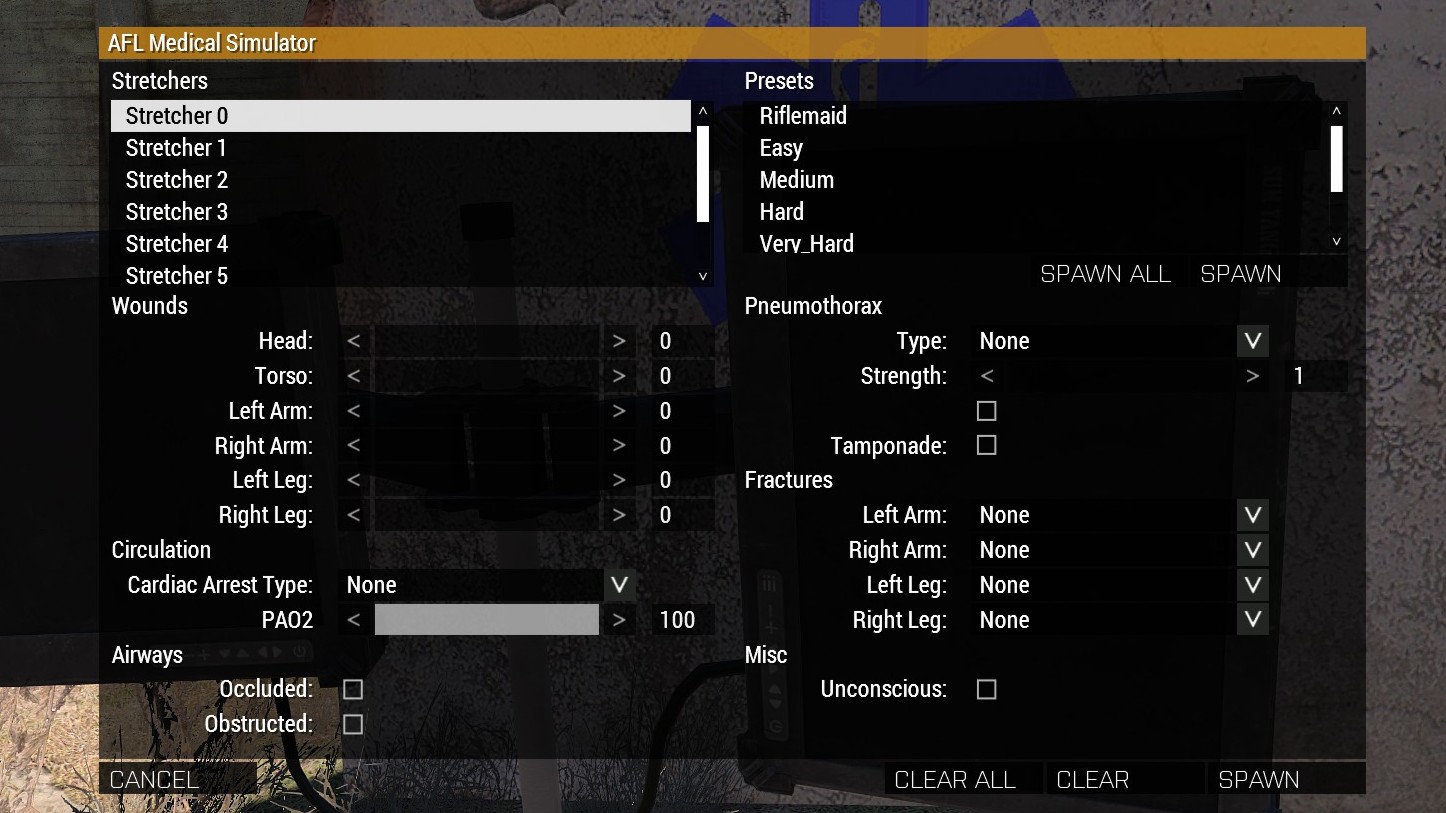 AFL Medical Simulator
Stretchers
Stretcher 0
Stretcher 1
Stretcher 2
Stretcher 3
Stretcher 4
Stretcher 5
Presets
Riflemaid
Easy
Medium
Hard
Very_Hard
SPAWN ALL SPAWN
Wounds
Head: < > 0
Torso: < > 0
Left Arm: < > 0
Right Arm: < > 0
Left Leg: < > 0
Right Leg: < > 0
Pneumothorax
Type: None
Strength: < > 1
Tamponade:
Fractures
Left Arm: None
Right Arm: None
Left Leg: None
Right Leg: None
Circulation
Cardiac Arrest Type: None
PAO2 < > 100
Airways
Occluded:
Obstructed:
Misc
Unconscious:
CANCEL CLEAR ALL CLEAR SPAWN